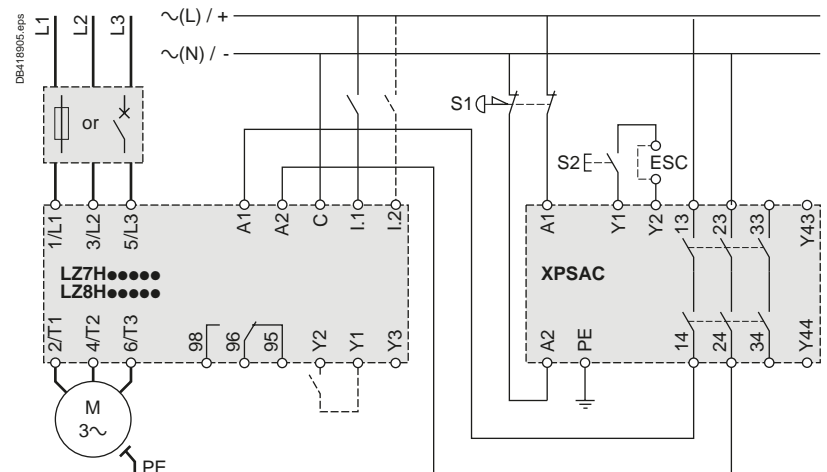 DB418905.eps
L1 L2 L3
∼(L) / +
∼(N) / -
or
S1
S2
ESC
1/L1 3/L2 5/L3 A1 A2 C I.1 I.2
A1 Y1 Y2 13 23 33 Y43
LZ7H●●●●●
LZ8H●●●●●
XPSAC
2/T1 4/T2 6/T3 98 96 95 Y2 Y1 Y3
A2 PE 14 24 34 Y44
M
3∼
PE